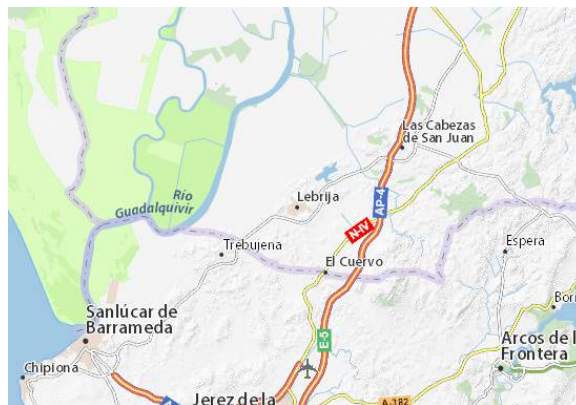 Las Cabezas
de San Juan
Río
Guadalquivir
Lebrija
AP-4
N-IV
Trebujena
Espera
El Cuervo
Sanlúcar de
Barrameda
E-5
Arcos de l
Frontera
Chipiona
Jerez de la
A-382